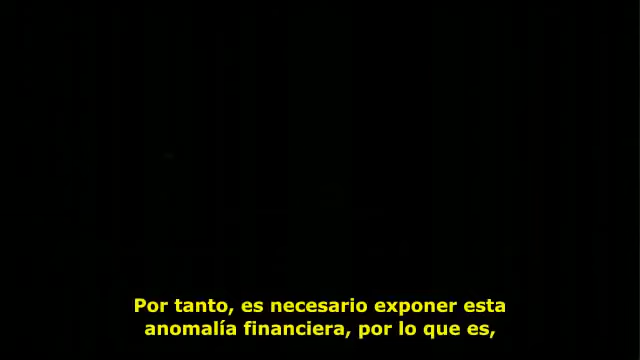 Por tanto, es necesario exponer esta
anomalía financiera, por lo que es,